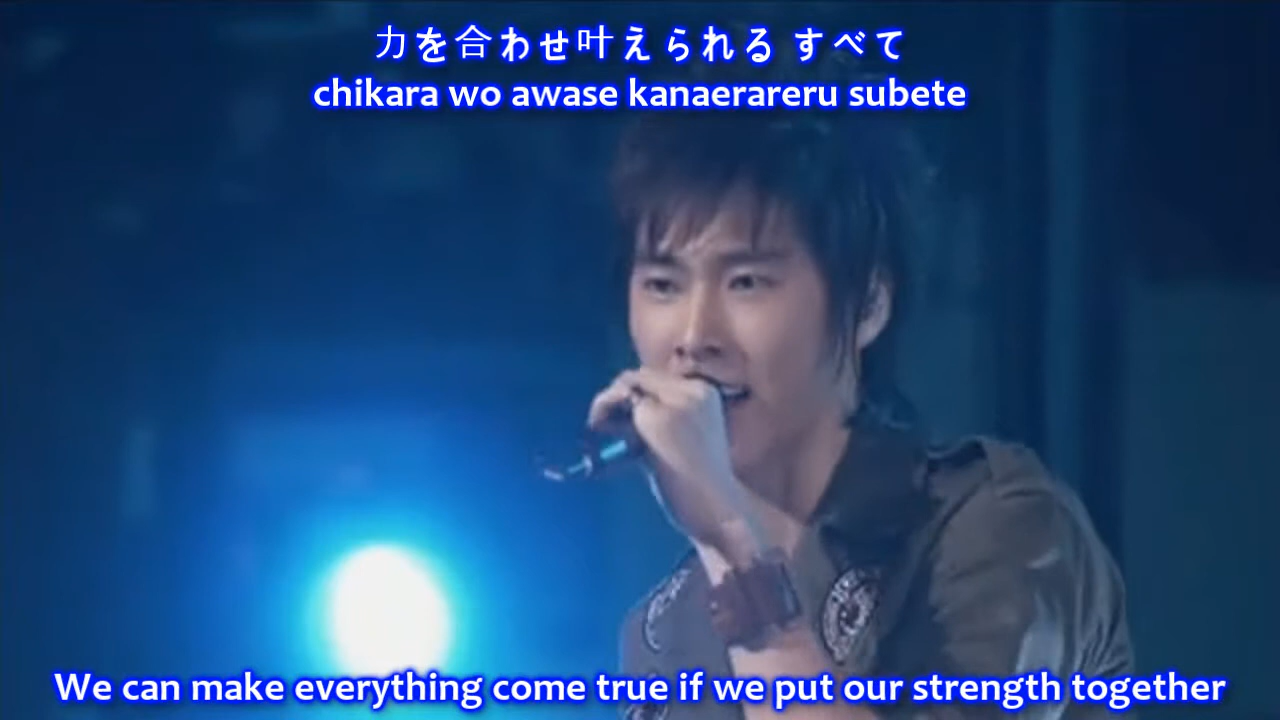 力を合わせ叶えられる すべて
chikara wo awase kanaerareru subete
We can make everything come true if we put our strength together